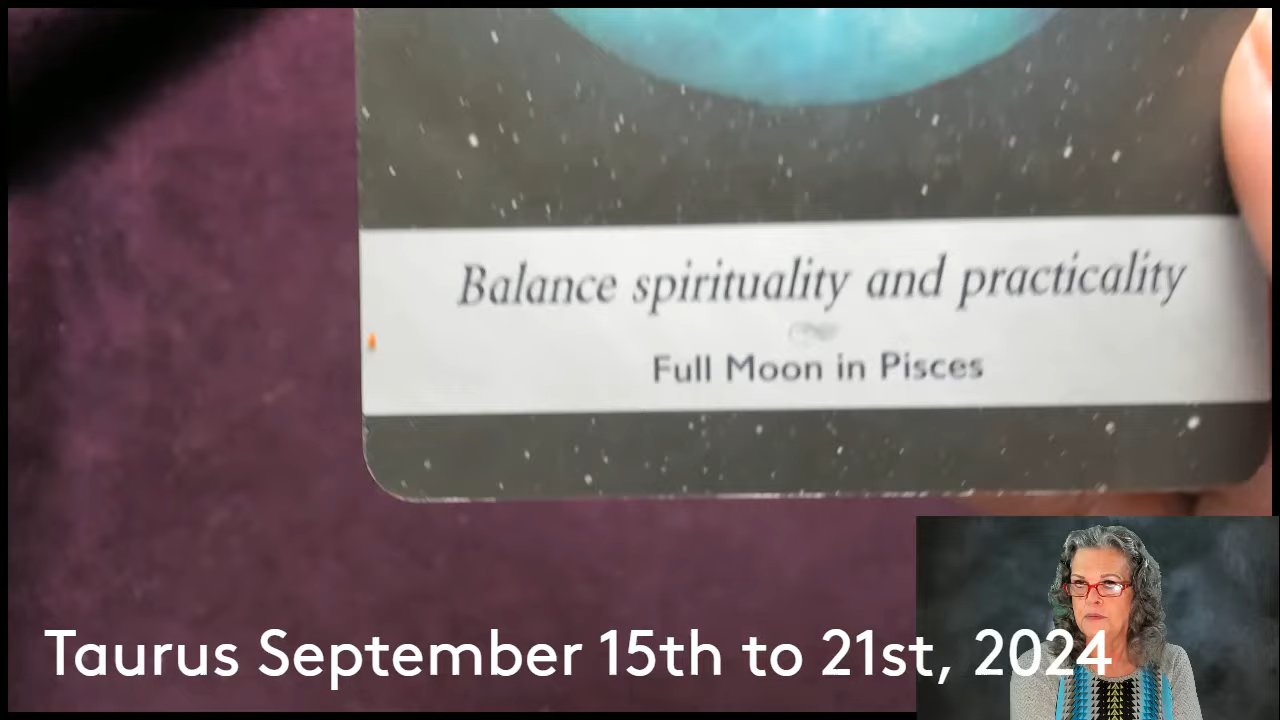 Balance spirituality and practicality
Full Moon in Pisces
Taurus September 15th to 21st, 2024